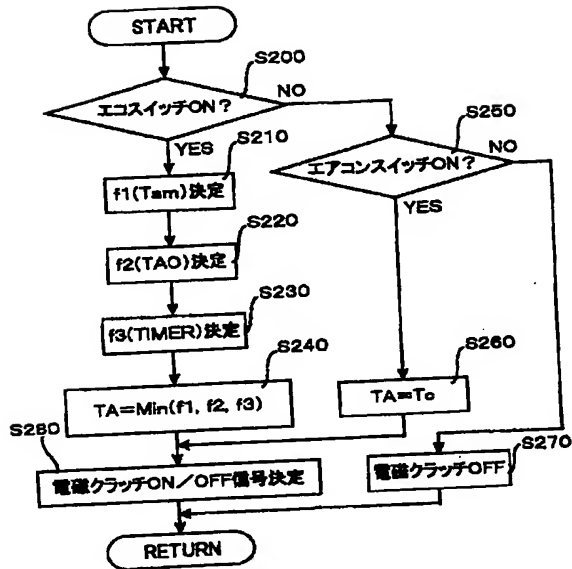 START
S200
エコスイッチON?
NO
YES
S210
f1(Tam)決定
S220
f2(TAO)決定
S230
f3(TIMER)決定
S240
TA=Min(f1, f2, f3)
S250
エアコンスイッチON?
NO
YES
S260
TA=To
S280
電磁クラッチON/OFF信号決定
S270
電磁クラッチOFF
RETURN